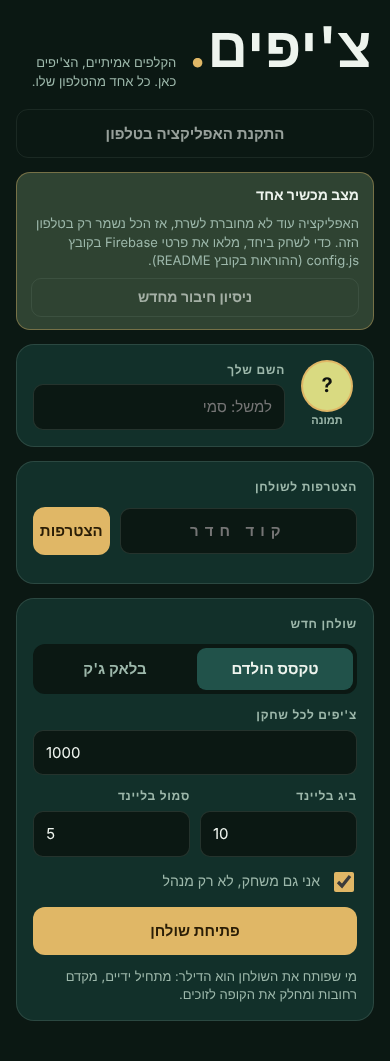 צ'יפים.
הקלפים אמיתיים, הצ'יפים
כאן. כל אחד מהטלפון שלו.
התקנת האפליקציה בטלפון
מצב מכשיר אחד
האפליקציה עוד לא מחוברת לשרת, אז הכל נשמר רק בטלפון
הזה. כדי לשחק ביחד, מלאו את פרטי Firebase בקובץ
config.js (ההוראות בקובץ README).
ניסיון חיבור מחדש
?
תמונה
השם שלך
למשל: סמי
הצטרפות לשולחן
קוד חדר
הצטרפות
שולחן חדש
טקסס הולדם
בלאק ג'ק
צ'יפים לכל שחקן
1000
ביג בליינד
סמול בליינד
10
5
אני גם משחק, לא רק מנהל
פתיחת שולחן
מי שפותח את השולחן הוא הדילר: מתחיל ידיים, מקדם
רחובות ומחלק את הקופה לזוכים.